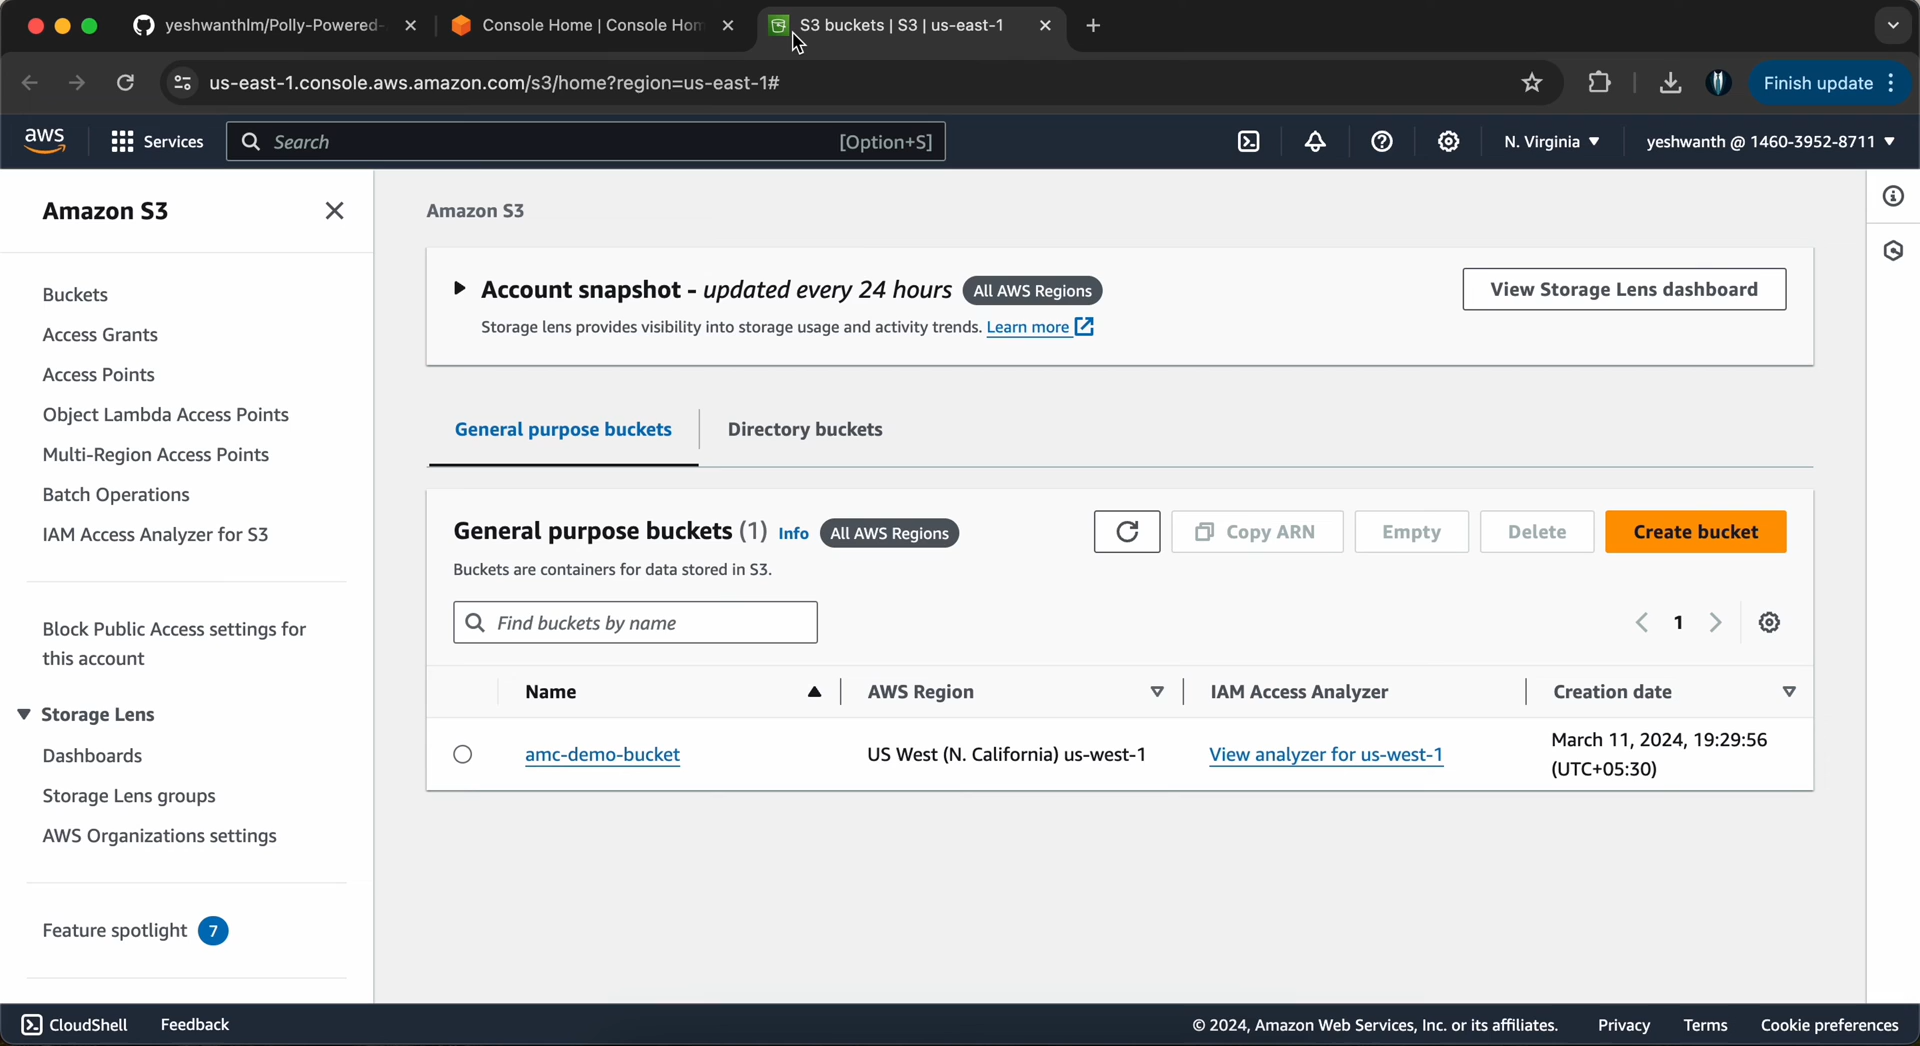 yeshwanthlm/Polly-Powered-
Console Home | Console Hom
S3 buckets | S3 | us-east-1
us-east-1.console.aws.amazon.com/s3/home?region=us-east-1#
Finish update
aws
Services
Search
[Option+S]
N. Virginia
yeshwanth @ 1460-3952-8711
Amazon S3
Buckets
Access Grants
Access Points
Object Lambda Access Points
Multi-Region Access Points
Batch Operations
IAM Access Analyzer for S3
Block Public Access settings for
this account
Storage Lens
Dashboards
Storage Lens groups
AWS Organizations settings
Feature spotlight 7
Amazon S3
Account snapshot - updated every 24 hours All AWS Regions
Storage lens provides visibility into storage usage and activity trends. Learn more
View Storage Lens dashboard
General purpose buckets
Directory buckets
General purpose buckets (1) Info All AWS Regions
Buckets are containers for data stored in S3.
Copy ARN
Empty
Delete
Create bucket
Find buckets by name
1
Name
AWS Region
IAM Access Analyzer
Creation date
amc-demo-bucket
US West (N. California) us-west-1
View analyzer for us-west-1
March 11, 2024, 19:29:56
(UTC+05:30)
CloudShell
Feedback
© 2024, Amazon Web Services, Inc. or its affiliates.
Privacy
Terms
Cookie preferences